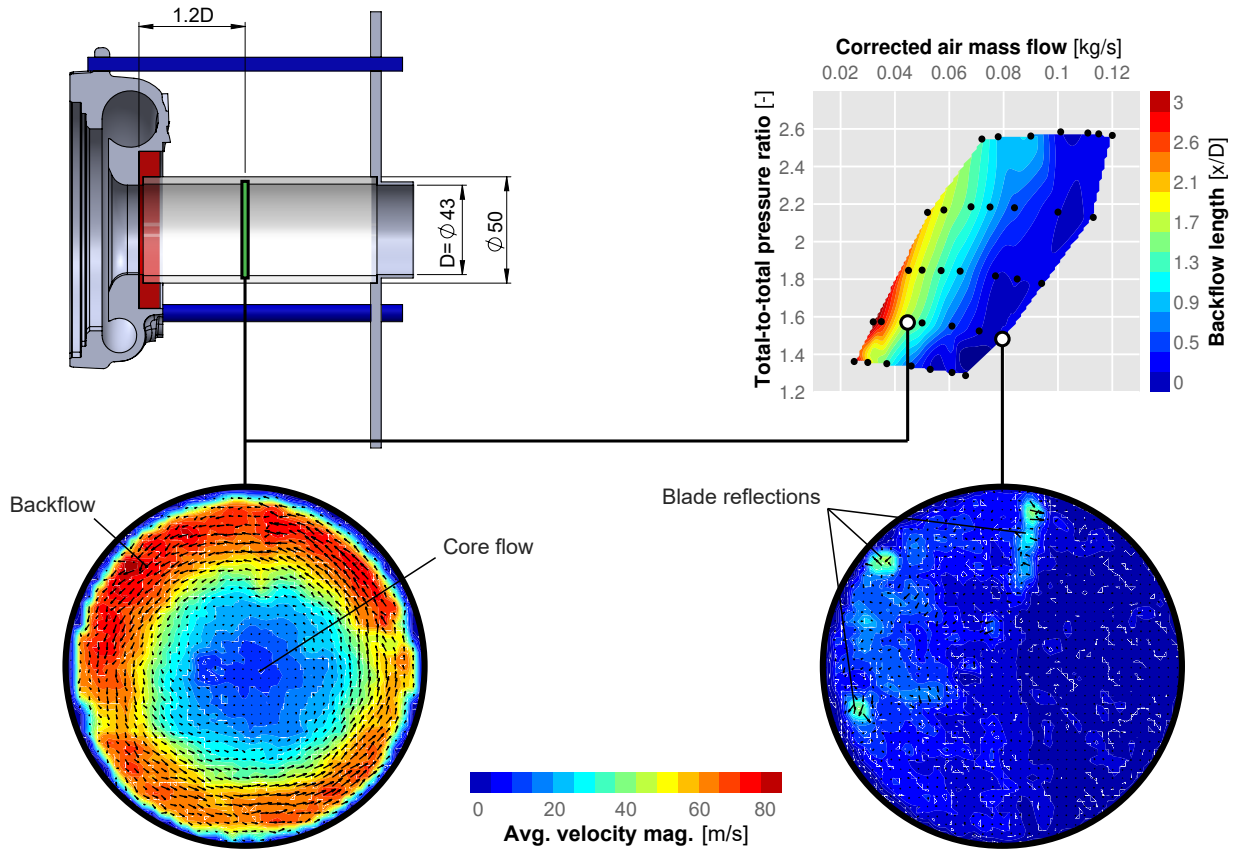 1.2D
D= ϕ 43
ϕ 50
Corrected air mass flow [kg/s]
0.02 0.04 0.06 0.08 0.1 0.12
Total-to-total pressure ratio [-]
2.6
2.4
2.2
2
1.8
1.6
1.4
1.2
3
2.6
2.1
1.7
1.3
0.9
0.5
0
Backflow length [x/D]
Backflow
Core flow
Blade reflections
0 20 40 60 80
Avg. velocity mag. [m/s]